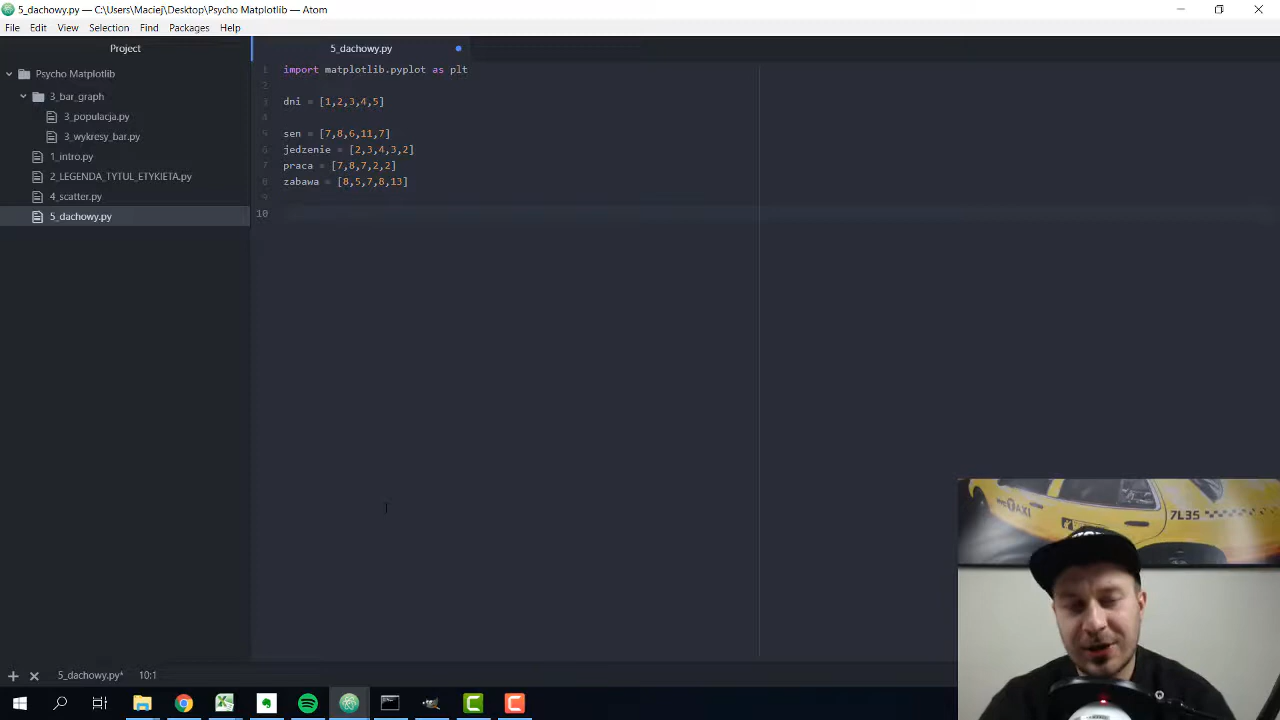 5_dachowy.py — C:\Users\Maciej\Desktop\Psycho Matplotlib — Atom
File Edit View Selection Find Packages Help
Project
5_dachowy.py
Psycho Matplotlib
3_bar_graph
3_populacja.py
3_wykresy_bar.py
1_intro.py
2_LEGENDA_TYTUL_ETYKIETA.py
4_scatter.py
5_dachowy.py
1 import matplotlib.pyplot as plt
2
3 dni = [1,2,3,4,5]
4
5 sen = [7,8,6,11,7]
6 jedzenie = [2,3,4,3,2]
7 praca = [7,8,7,2,2]
8 zabawa = [8,5,7,8,13]
9
10
7L35
5_dachowy.py* 10:1